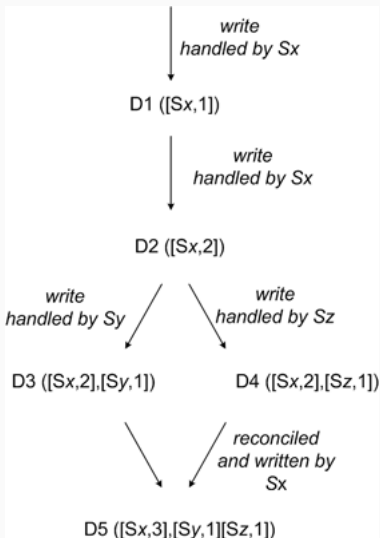 write
handled by Sx
D1 ([Sx,1])
write
handled by Sx
D2 ([Sx,2])
write
handled by Sy
write
handled by Sz
D3 ([Sx,2],[Sy,1])
D4 ([Sx,2],[Sz,1])
reconciled
and written by
Sx
D5 ([Sx,3],[Sy,1][Sz,1])